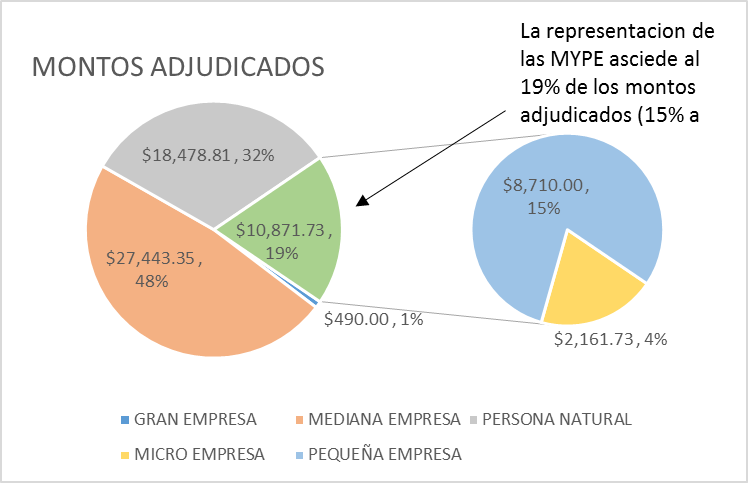 La representacion de
las MYPE asciede al
19% de los montos
adjudicados (15% a
MONTOS ADJUDICADOS
$18,478.81 , 32%
$10,871.73 ,
19%
$27,443.35 ,
48%
$490.00 , 1%
$8,710.00 ,
15%
$2,161.73 , 4%
GRAN EMPRESA
MEDIANA EMPRESA
PERSONA NATURAL
MICRO EMPRESA
PEQUEÑA EMPRESA